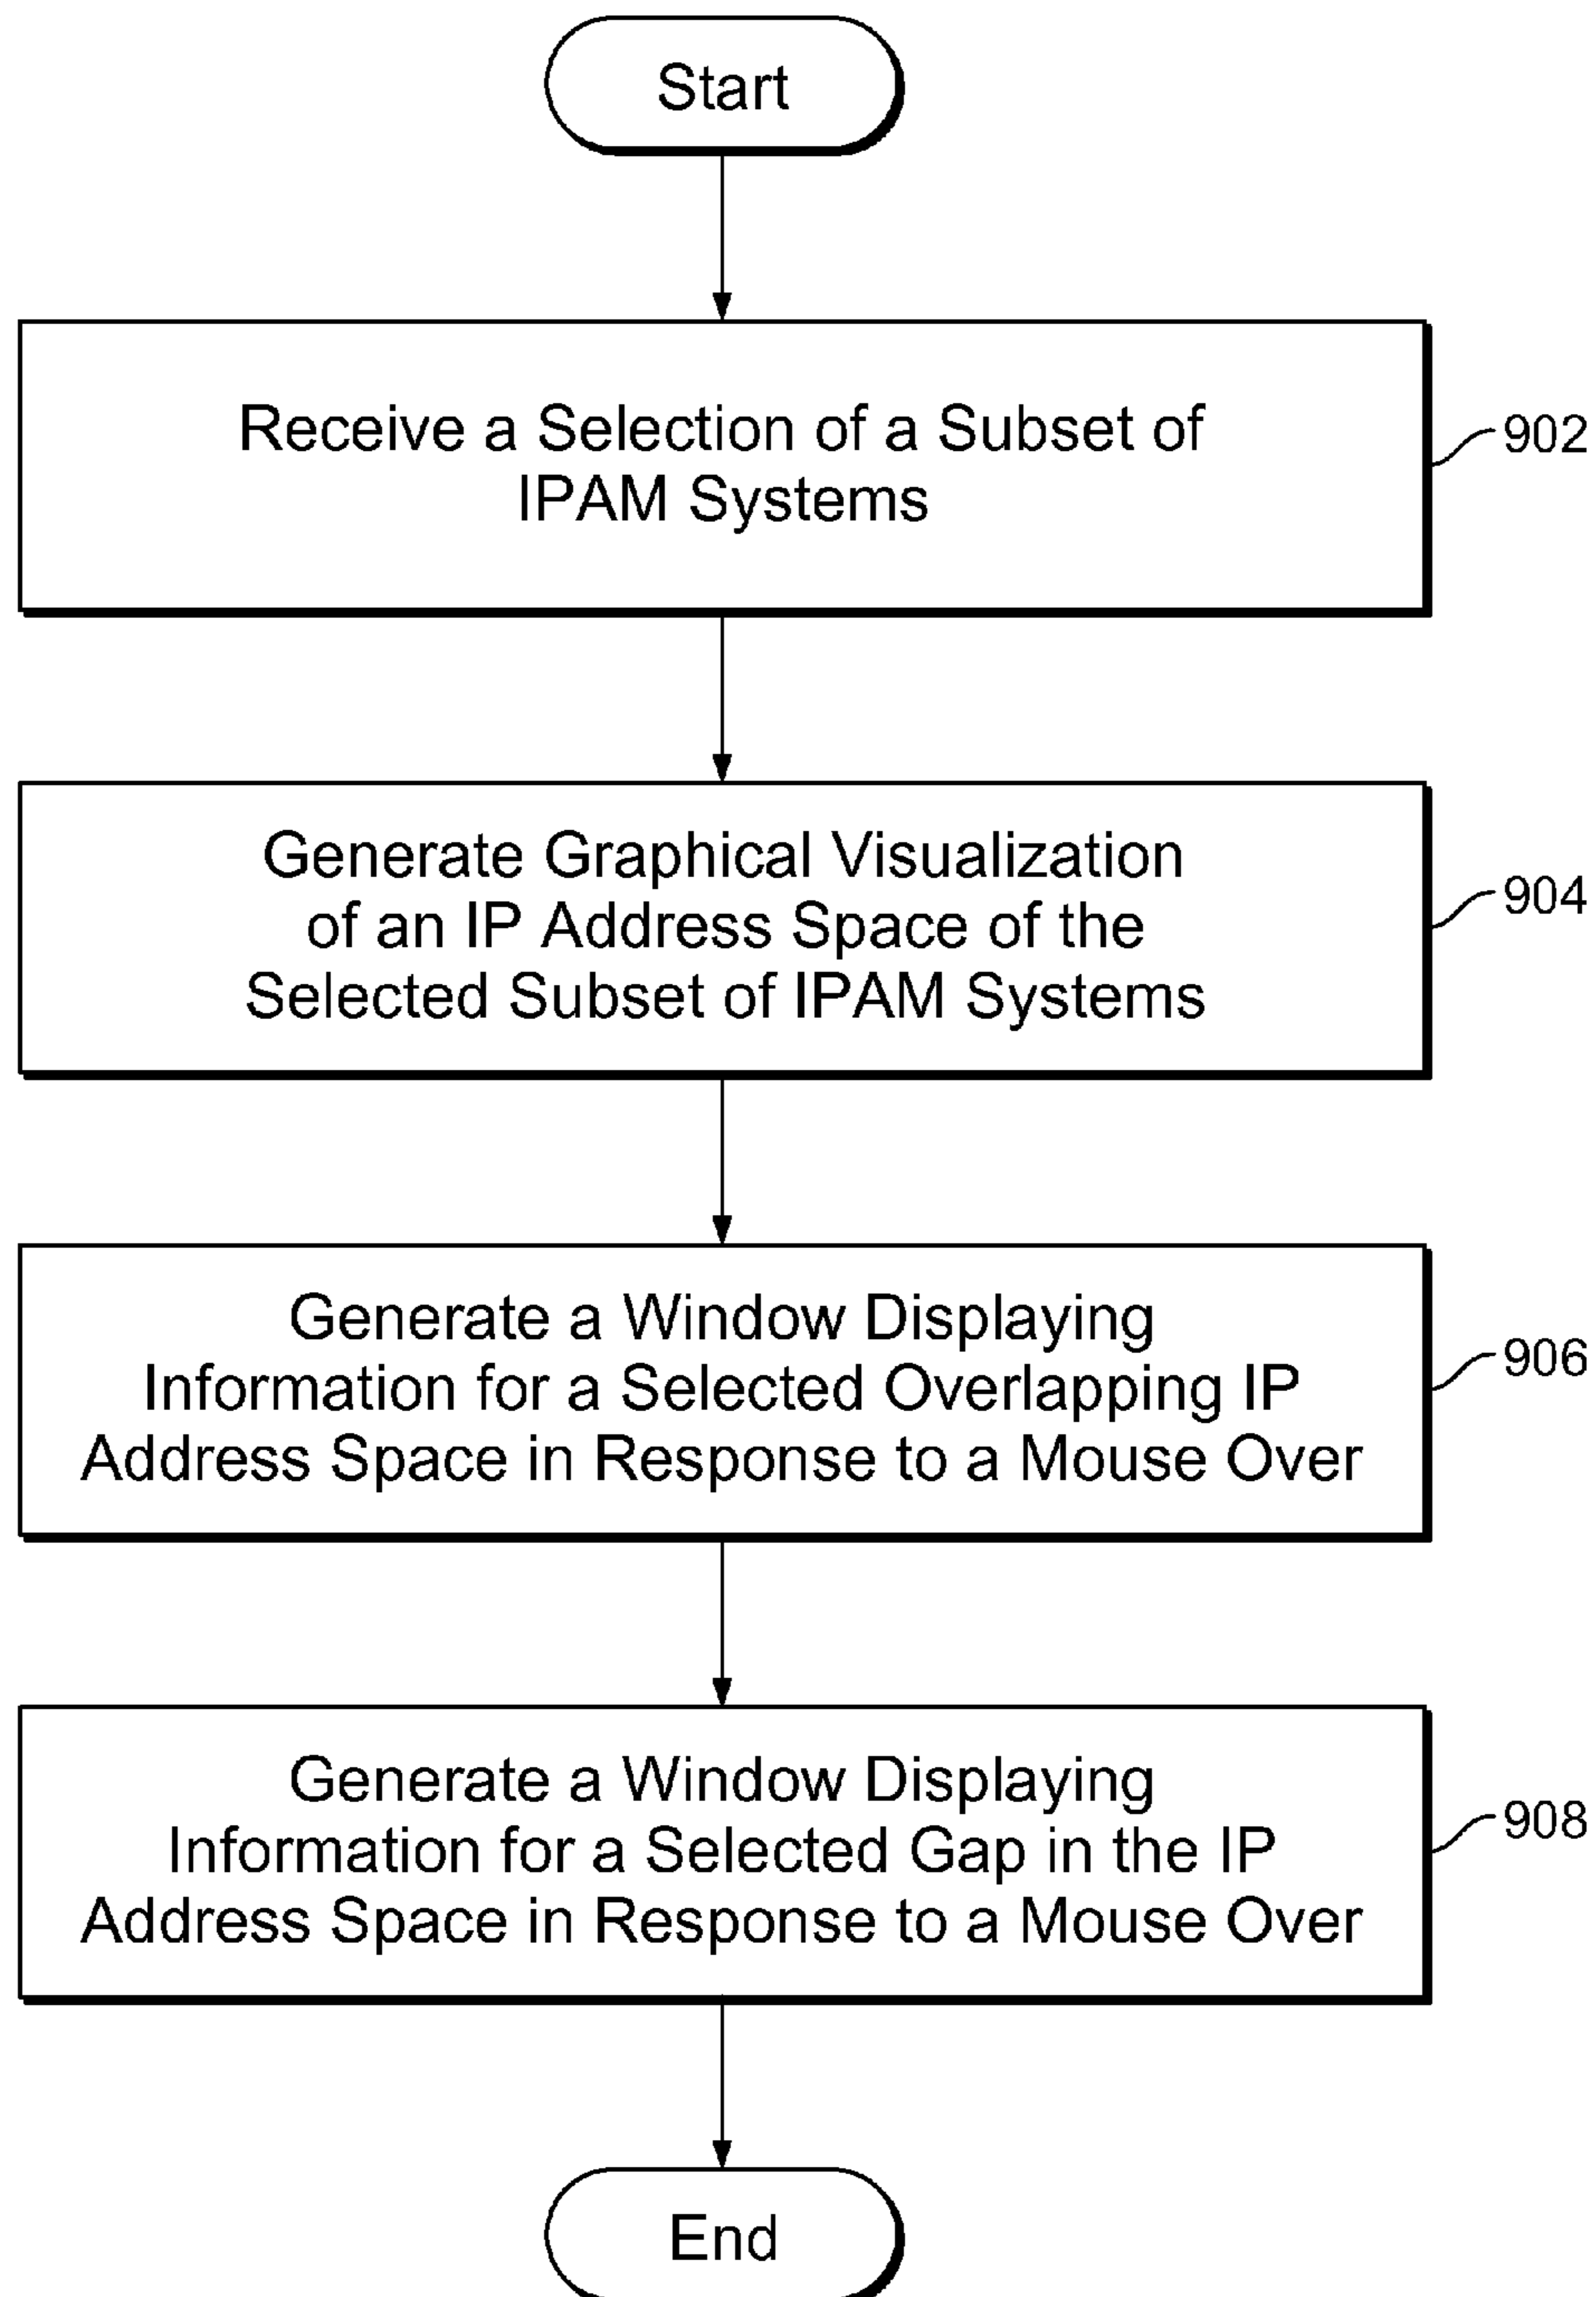 Start
Receive a Selection of a Subset of
IPAM Systems
902
Generate Graphical Visualization
of an IP Address Space of the
Selected Subset of IPAM Systems
904
Generate a Window Displaying
Information for a Selected Overlapping IP
Address Space in Response to a Mouse Over
906
Generate a Window Displaying
Information for a Selected Gap in the IP
Address Space in Response to a Mouse Over
908
End